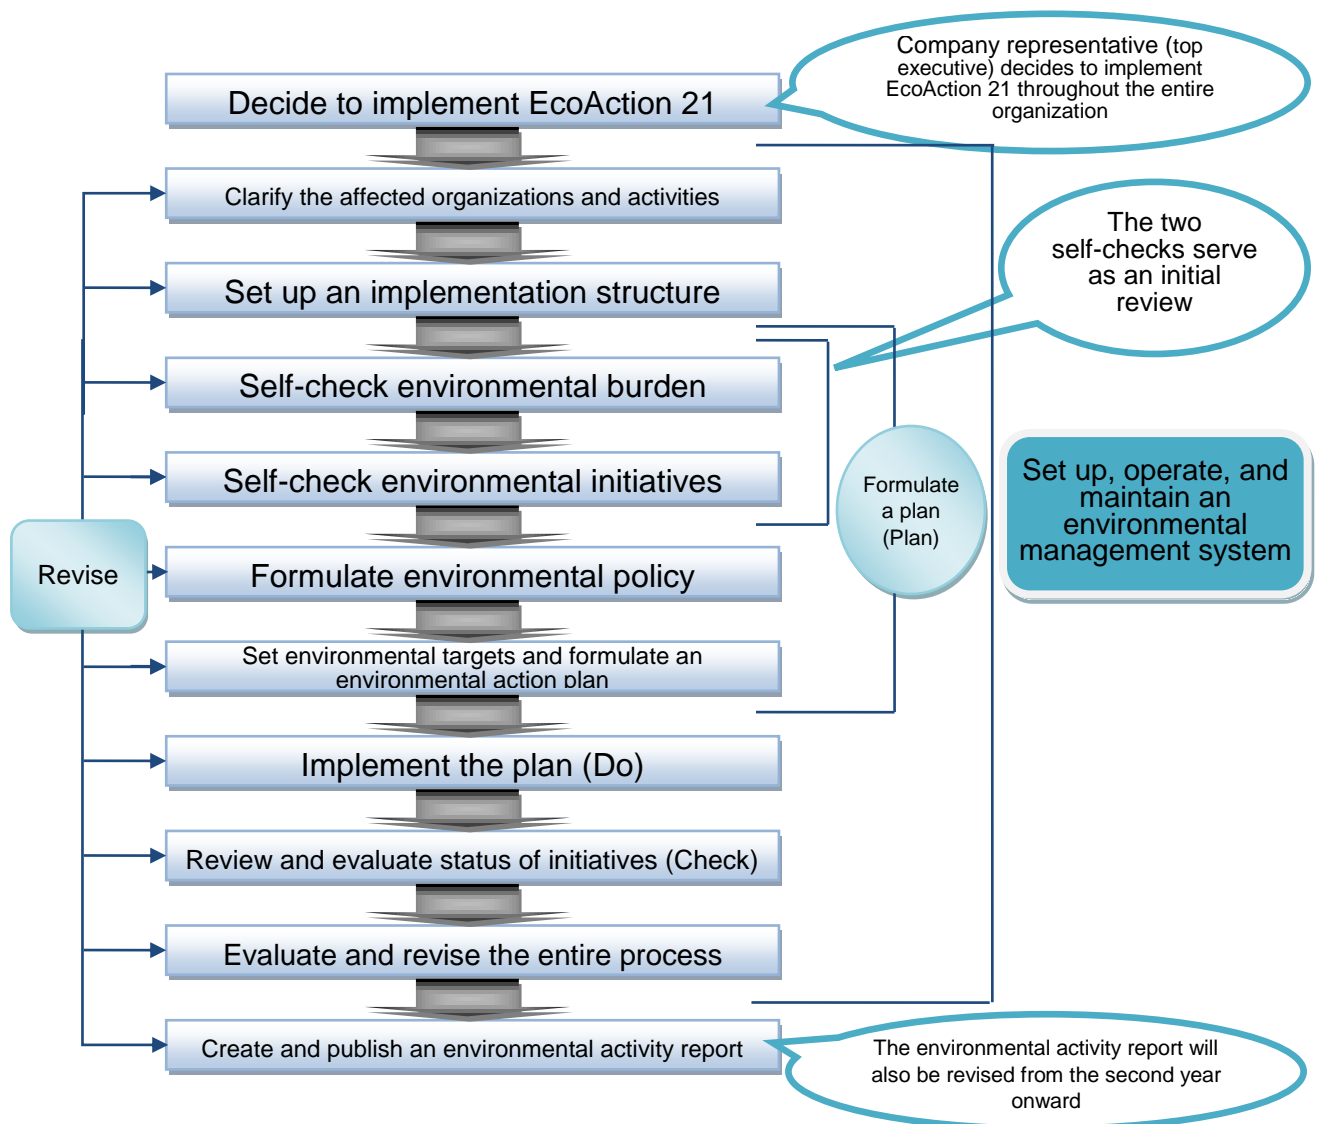 Company representative (top
executive) decides to implement
EcoAction 21 throughout the entire
organization
Decide to implement EcoAction 21
Clarify the affected organizations and activities
The two
self-checks serve
as an initial
review
Set up an implementation structure
Self-check environmental burden
Self-check environmental initiatives
Formulate
a plan
(Plan)
Set up, operate, and
maintain an
environmental
management system
Revise
Formulate environmental policy
Set environmental targets and formulate an
environmental action plan
Implement the plan (Do)
Review and evaluate status of initiatives (Check)
Evaluate and revise the entire process
Create and publish an environmental activity report
The environmental activity report will
also be revised from the second year
onward